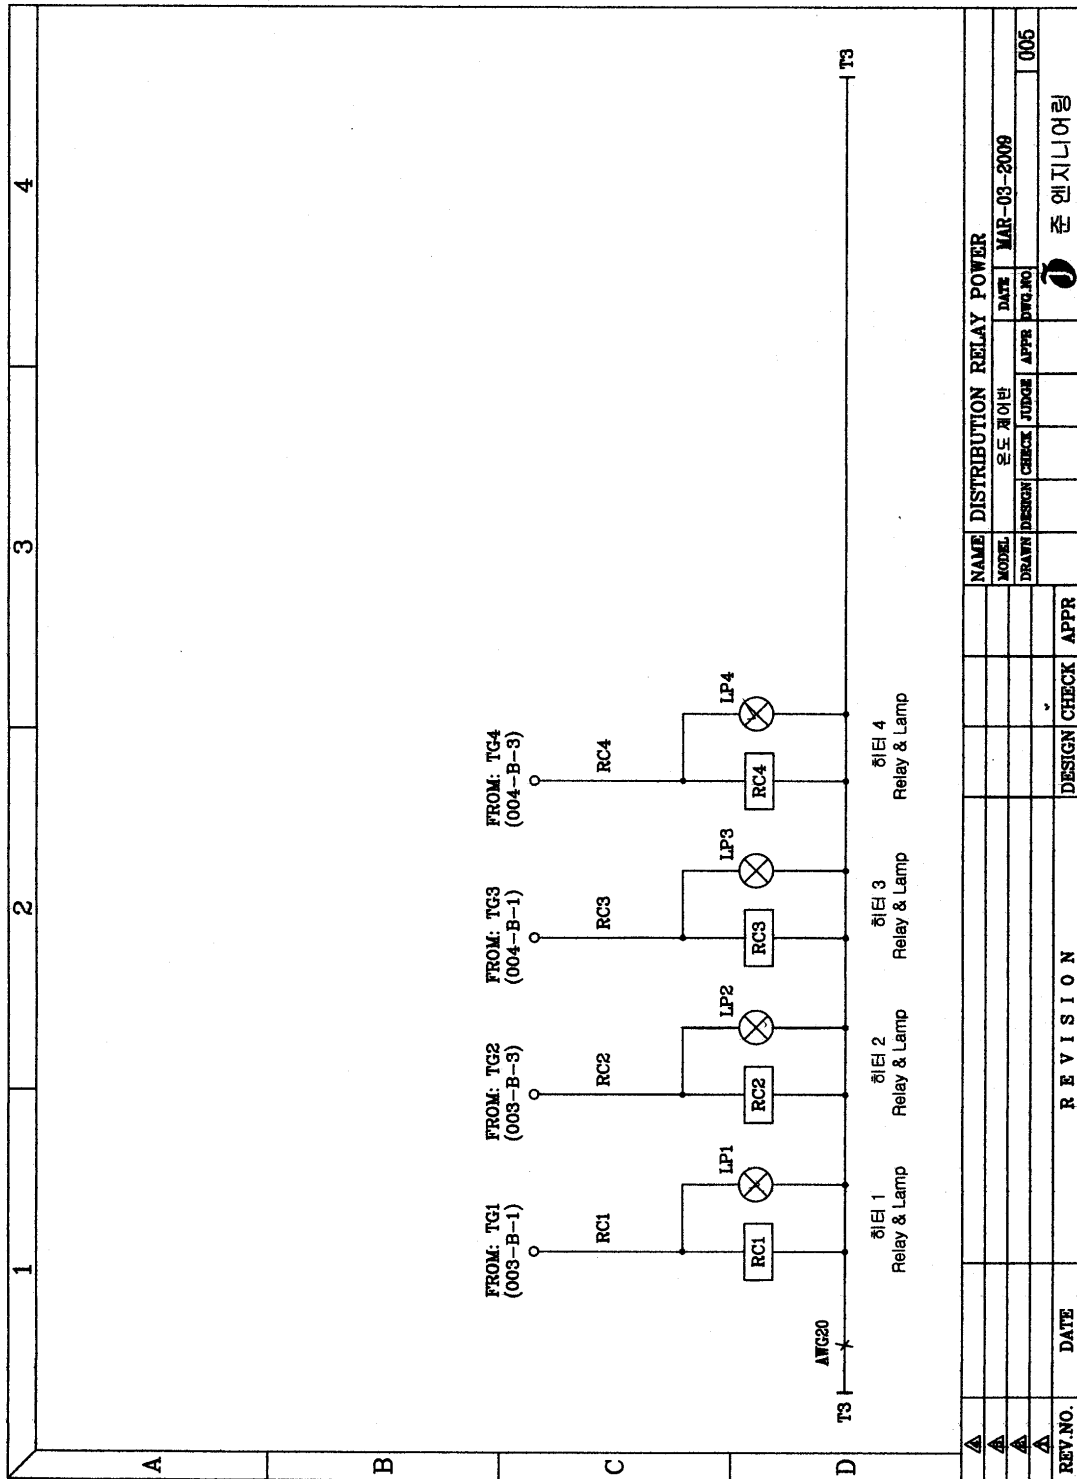 1 2 3 4
A
B
C
D
FROM: TG1
(003-B-1)
FROM: TG2
(003-B-3)
FROM: TG3
(004-B-1)
FROM: TG4
(004-B-3)
RC1
RC2
RC3
RC4
LP1
LP2
LP3
LP4
RC1
RC2
RC3
RC4
AWG20
T3
T3
히터 1
Relay & Lamp
히터 2
Relay & Lamp
히터 3
Relay & Lamp
히터 4
Relay & Lamp
NAME DISTRIBUTION RELAY POWER
MODEL 온도 제어반 DATE MAR-03-2009
DRAWN DESIGN CHECK JUDGE APPR DWG.NO. 005
준 엔지니어링
REV.NO. DATE R E V I S I O N DESIGN CHECK APPR